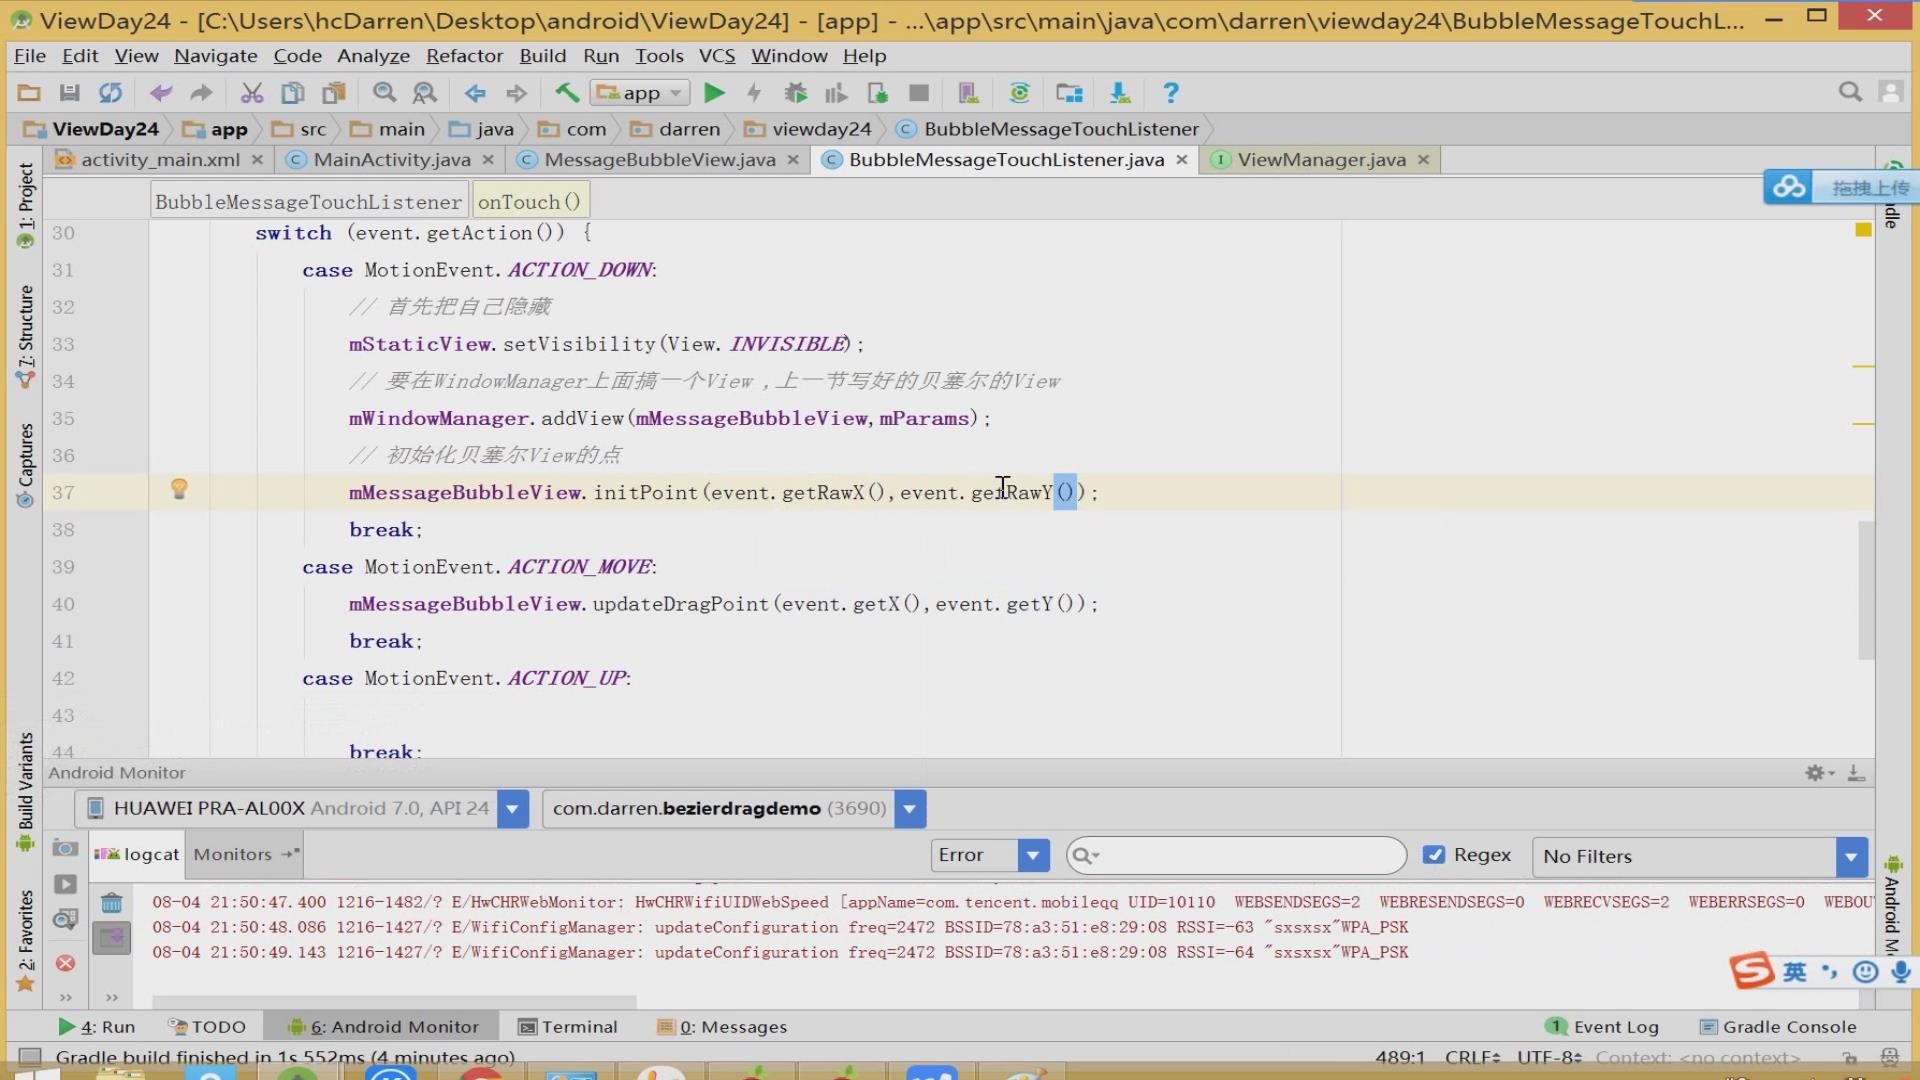 ViewDay24 - [C:\Users\hcDarren\Desktop\android\ViewDay24] - [app] - ...\app\src\main\java\com\darren\viewday24\BubbleMessageTouchL...
File Edit View Navigate Code Analyze Refactor Build Run Tools VCS Window Help
app
ViewDay24 app src main java com darren viewday24 BubbleMessageTouchListener
activity_main.xml MainActivity.java MessageBubbleView.java BubbleMessageTouchListener.java ViewManager.java
拖拽上传
BubbleMessageTouchListener onTouch()
30 switch (event.getAction()) {
31 case MotionEvent.ACTION_DOWN:
32 // 首先把自己隐藏
33 mStaticView.setVisibility(View.INVISIBLE);
34 // 要在WindowManager上面搞一个View ,上一节写好的贝塞尔的View
35 mWindowManager.addView(mMessageBubbleView,mParams);
36 // 初始化贝塞尔View的点
37 mMessageBubbleView.initPoint(event.getRawX(),event.getRawY());
38 break;
39 case MotionEvent.ACTION_MOVE:
40 mMessageBubbleView.updateDragPoint(event.getX(),event.getY());
41 break;
42 case MotionEvent.ACTION_UP:
43
44 break;
1: Project
7: Structure
Captures
Build Variants
2: Favorites
Android Monitor
HUAWEI PRA-AL00X Android 7.0, API 24 com.darren.bezierdragdemo (3690)
logcat Monitors Error Regex No Filters
08-04 21:50:47.400 1216-1482/? E/HwCHRWebMonitor: HwCHRWifiUIDWebSpeed [appName=com.tencent.mobileqq UID=10110 WEBSENDSEGS=2 WEBRESENDSEGS=0 WEBRECVSEGS=2 WEBERRSEGS=0 WEBOU
08-04 21:50:48.086 1216-1427/? E/WifiConfigManager: updateConfiguration freq=2472 BSSID=78:a3:51:e8:29:08 RSSI=-63 "sxsxsx"WPA_PSK
08-04 21:50:49.143 1216-1427/? E/WifiConfigManager: updateConfiguration freq=2472 BSSID=78:a3:51:e8:29:08 RSSI=-64 "sxsxsx"WPA_PSK
英
4: Run TODO 6: Android Monitor Terminal 0: Messages 1 Event Log Gradle Console
Gradle build finished in 1s 552ms (4 minutes ago) 489:1 CRLF UTF-8 Context: <no context>